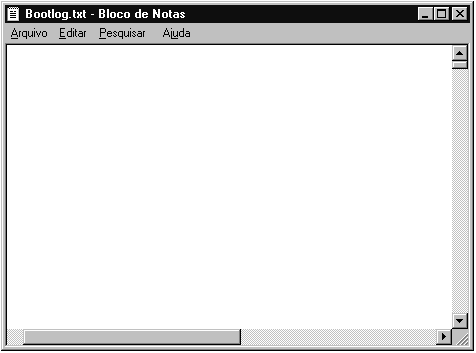 Bootlog.txt - Bloco de Notas
Arquivo Editar Pesquisar Ajuda